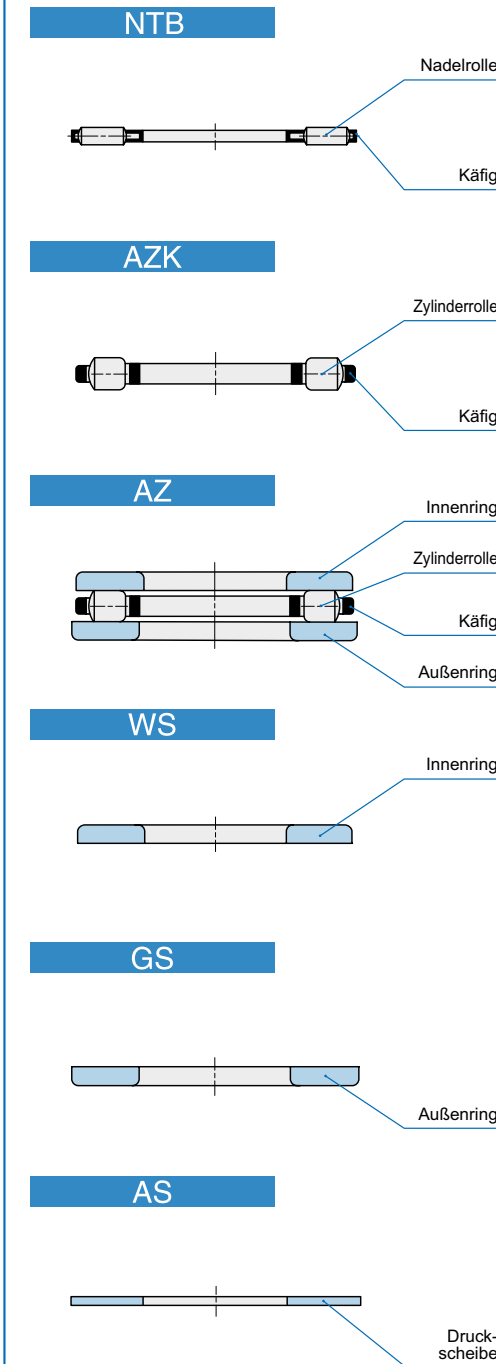 NTB
Nadelrolle
Käfig
AZK
Zylinderrolle
Käfig
AZ
Innenring
Zylinderrolle
Käfig
Außenring
WS
Innenring
GS
Außenring
AS
Druck-
scheibe